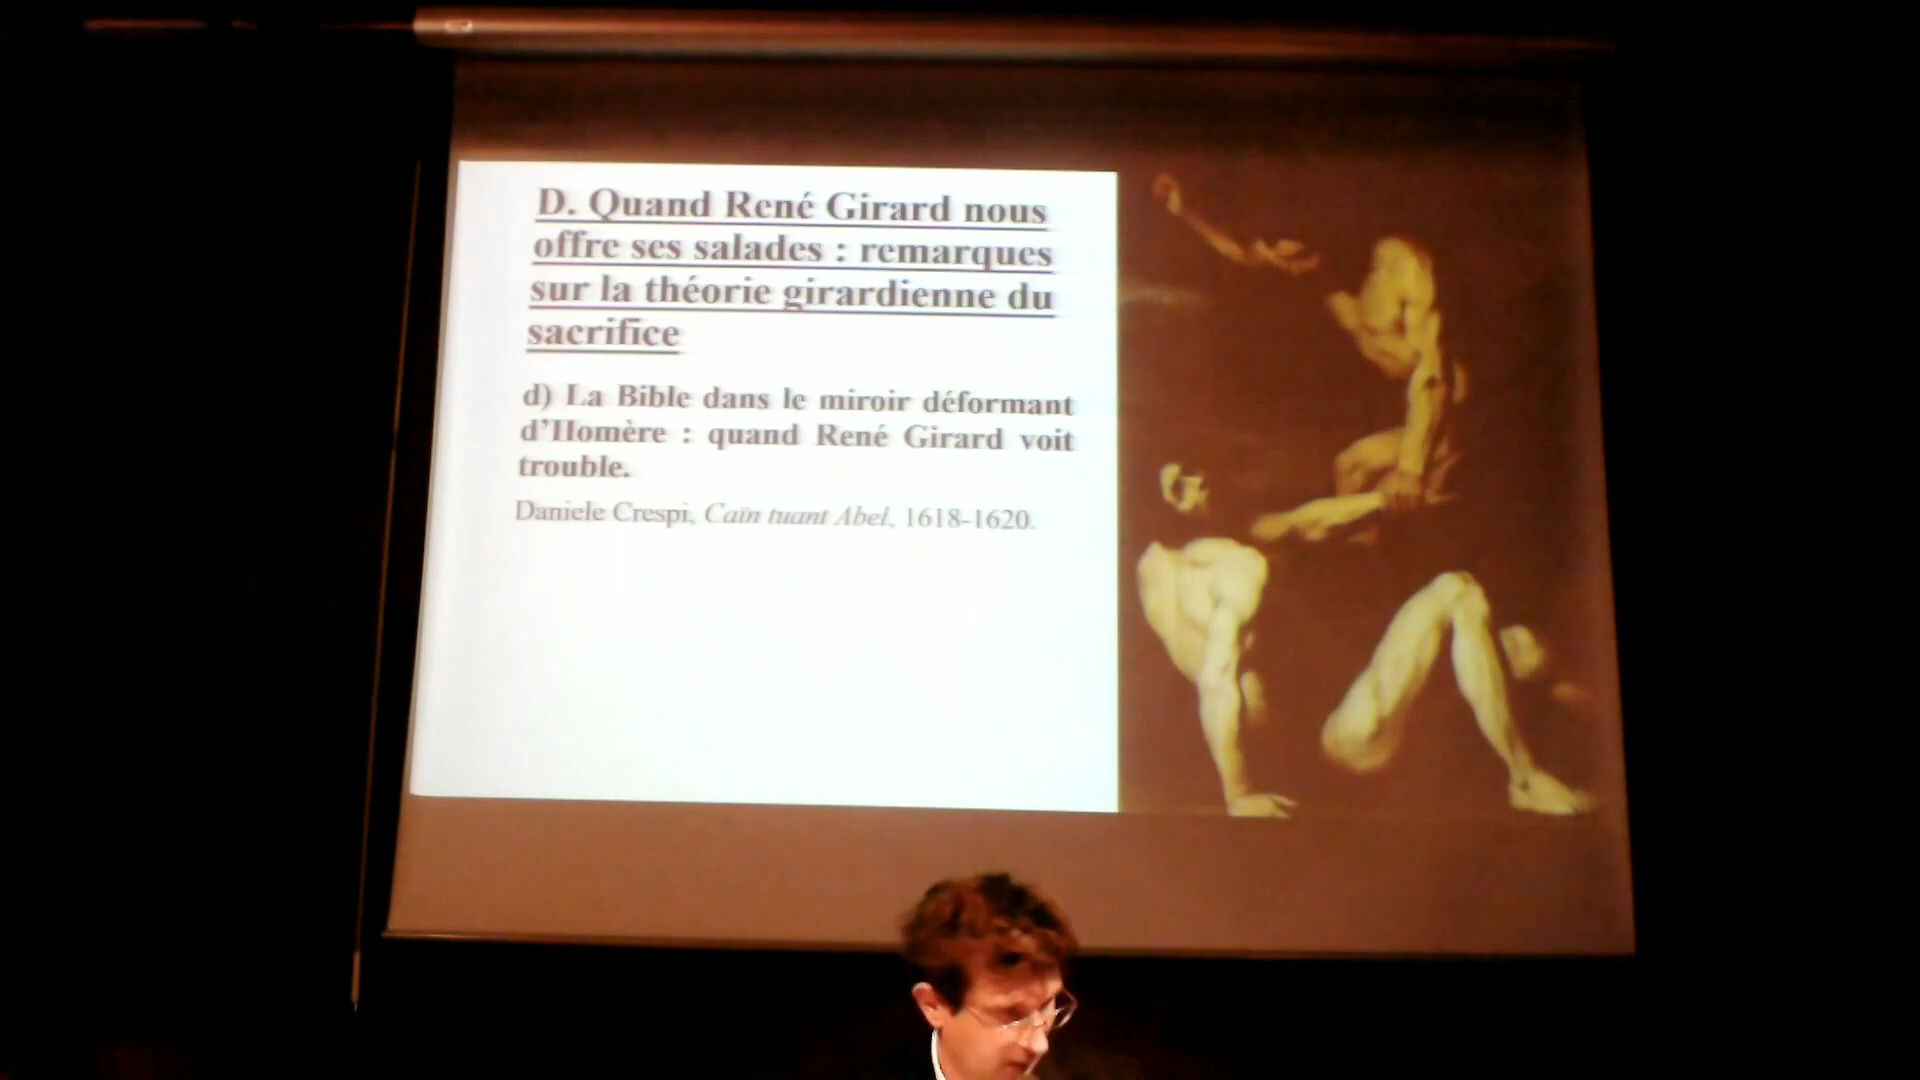 D. Quand René Girard nous
offre ses salades : remarques
sur la théorie girardienne du
sacrifice
d) La Bible dans le miroir déformant
d’Homère : quand René Girard voit
trouble.
Daniele Crespi, Caïn tuant Abel, 1618-1620.